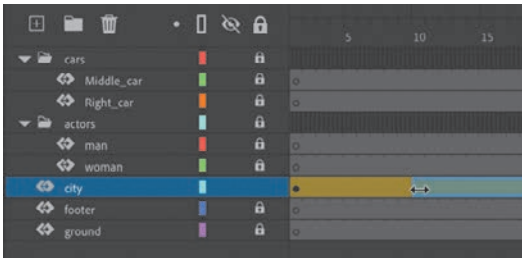 5 10 15
cars
Middle_car
Right_car
actors
man
woman
city
footer
ground